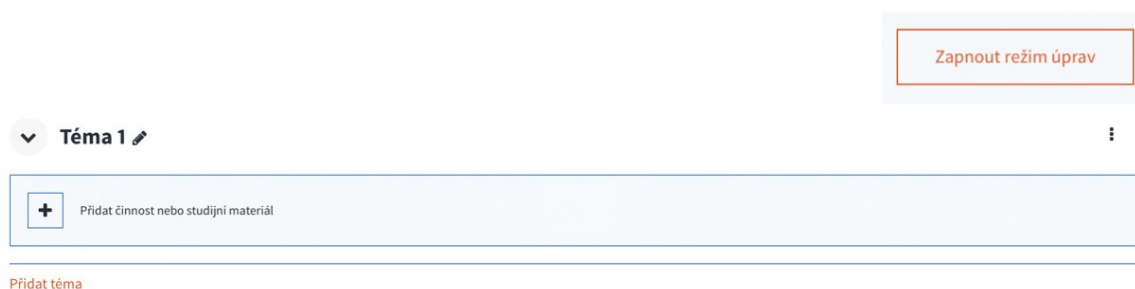 Zapnout režim úprav
Téma 1
Přidat činnost nebo studijní materiál
Přidat téma